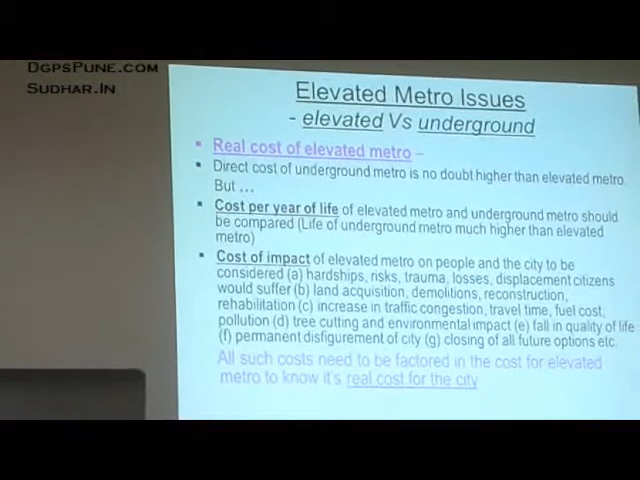 DgpsPune.com
Sudhar.In
Elevated Metro Issues
- elevated Vs underground
Real cost of elevated metro –
Direct cost of underground metro is no doubt higher than elevated metro.
But ...
Cost per year of life of elevated metro and underground metro should
be compared (Life of underground metro much higher than elevated
metro)
Cost of impact of elevated metro on people and the city to be
considered (a) hardships, risks, trauma, losses, displacement citizens
would suffer (b) land acquisition, demolitions, reconstruction,
rehabilitation (c) increase in traffic congestion, travel time, fuel cost,
pollution (d) tree cutting and environmental impact (e) fall in quality of life
(f) permanent disfigurement of city (g) closing of all future options etc.
All such costs need to be factored in the cost for elevated
metro to know it's real cost for the city